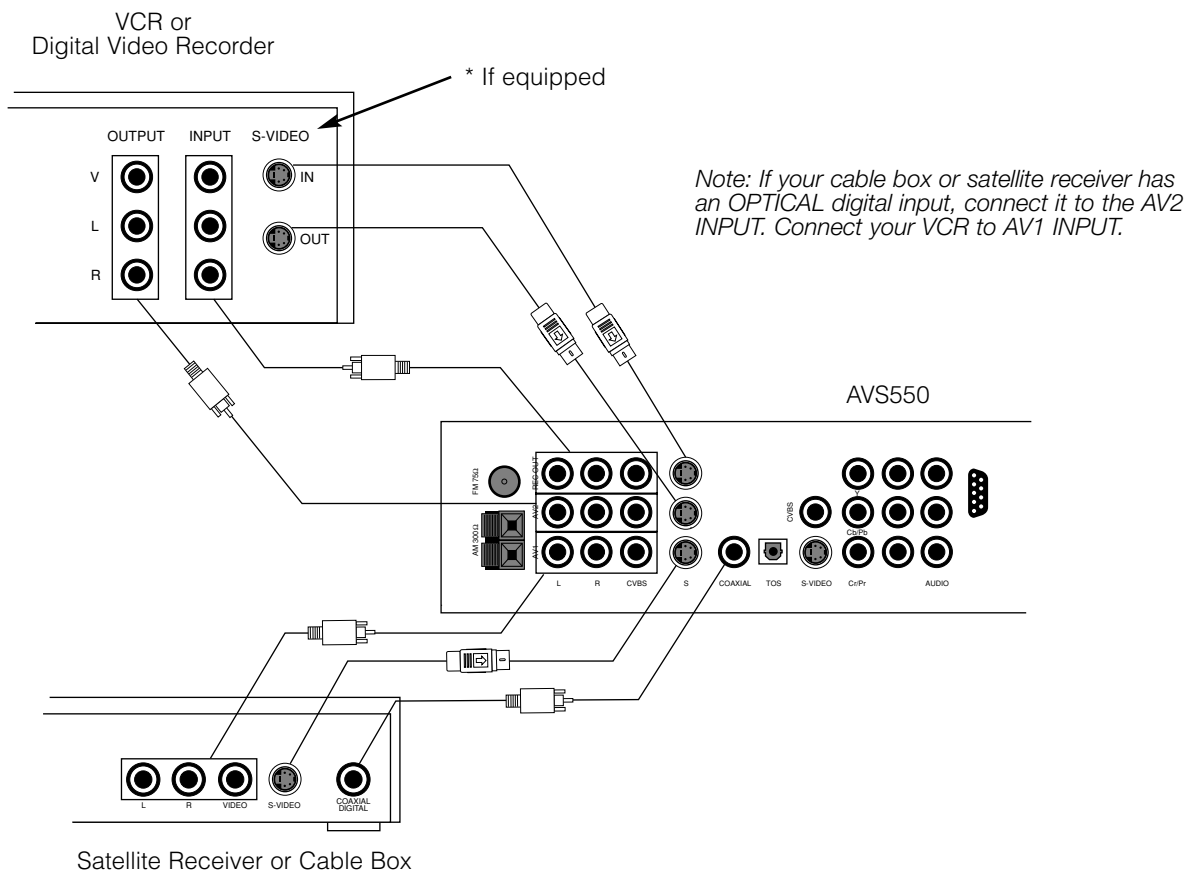 VCR or
Digital Video Recorder
* If equipped
OUTPUT INPUT S-VIDEO
V
IN
L
OUT
R
Note: If your cable box or satellite receiver has
an OPTICAL digital input, connect it to the AV2
INPUT. Connect your VCR to AV1 INPUT.
AVS550
FM 75Ω
REC OUT
Y
AV2
CVBS
Cb/Pb
AM 300Ω
AV1
L R CVBS S COAXIAL TOS S-VIDEO Cr/Pr AUDIO
L R VIDEO S-VIDEO COAXIAL
DIGITAL
Satellite Receiver or Cable Box